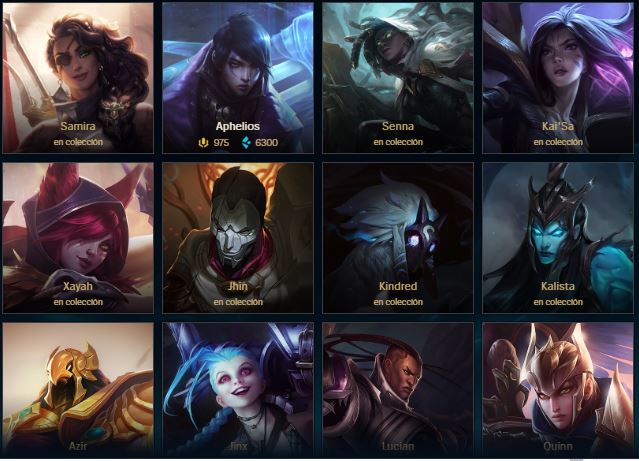 Samira
en colección
Aphelios
975 6300
Senna
en colección
Kai'Sa
en colección
Xayah
en colección
Jhin
en colección
Kindred
en colección
Kalista
en colección
Azir
Jinx
Lucian
Quinn